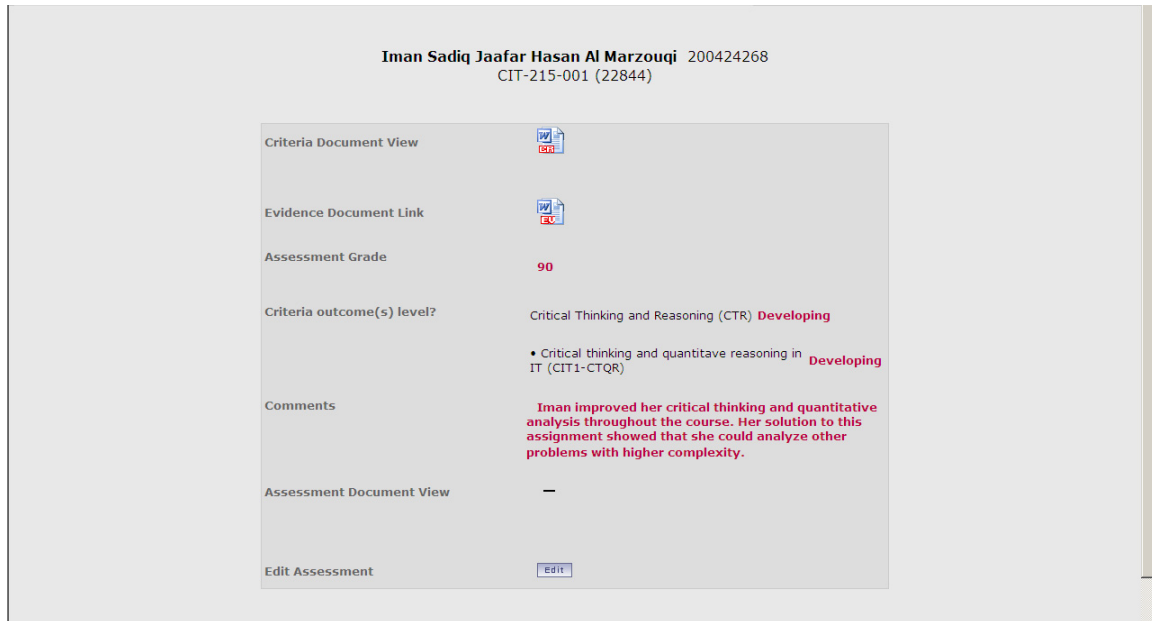 Iman Sadiq Jaafar Hasan Al Marzouqi 200424268
CIT-215-001 (22844)
Criteria Document View
W
CR
Evidence Document Link
W
EV
Assessment Grade
90
Criteria outcome(s) level?
Critical Thinking and Reasoning (CTR) Developing
• Critical thinking and quantitave reasoning in
IT (CIT1-CTQR)
Developing
Comments
Iman improved her critical thinking and quantitative
analysis throughout the course. Her solution to this
assignment showed that she could analyze other
problems with higher complexity.
Assessment Document View
—
Edit Assessment
Edit